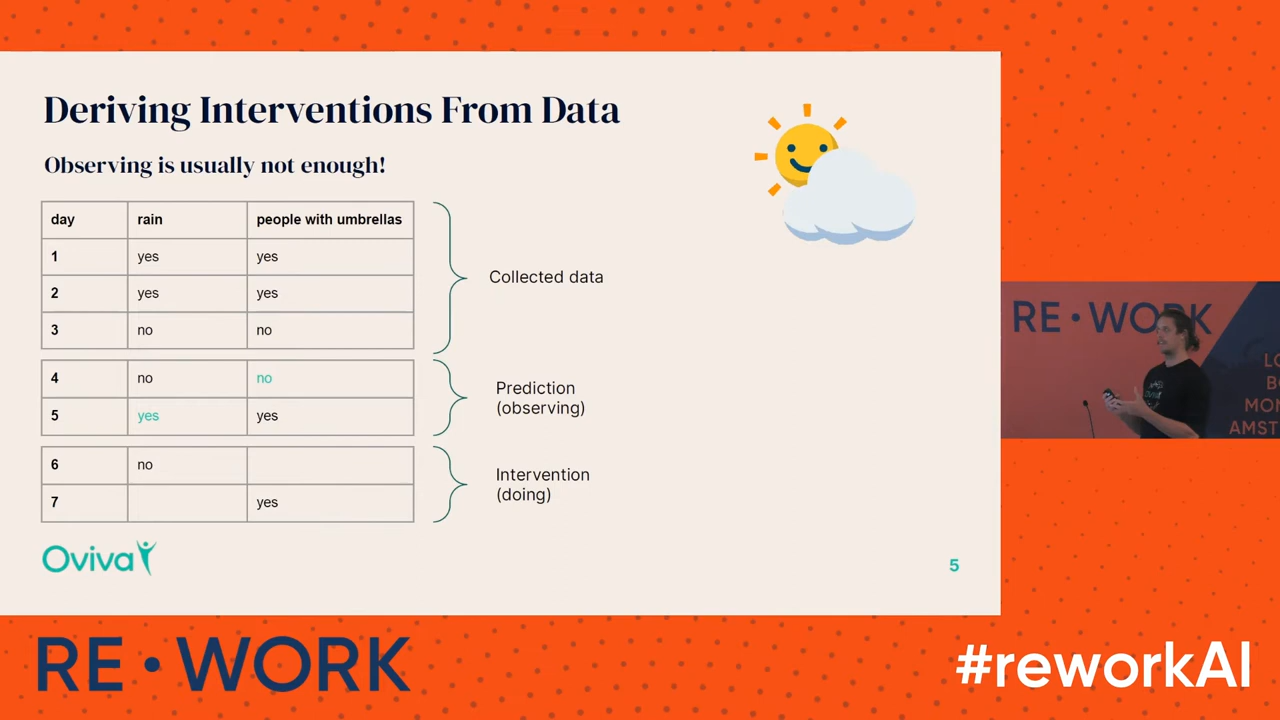 Deriving Interventions From Data
Observing is usually not enough!
day rain people with umbrellas
1 yes yes
2 yes yes
3 no no
Collected data
4 no no
5 yes yes
Prediction
(observing)
6 no
7 yes
Intervention
(doing)
Oviva
5
RE • WORK
Oviva
RE • WORK
#reworkAI